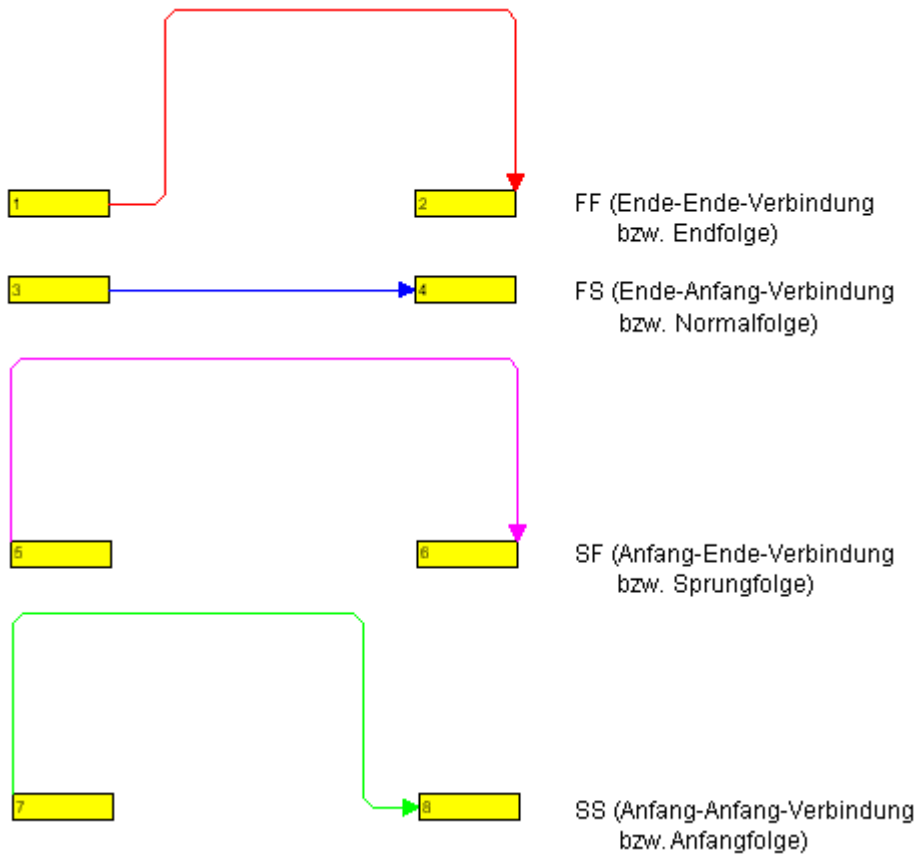 1
2
FF (Ende-Ende-Verbindung
bzw. Endfolge)
3
4
FS (Ende-Anfang-Verbindung
bzw. Normalfolge)
5
6
SF (Anfang-Ende-Verbindung
bzw. Sprungfolge)
7
8
SS (Anfang-Anfang-Verbindung
bzw. Anfangfolge)